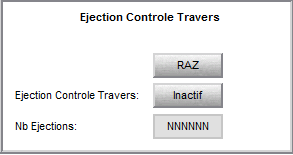 Ejection Controle Travers
RAZ
Ejection Controle Travers: Inactif
Nb Ejections: NNNNNN